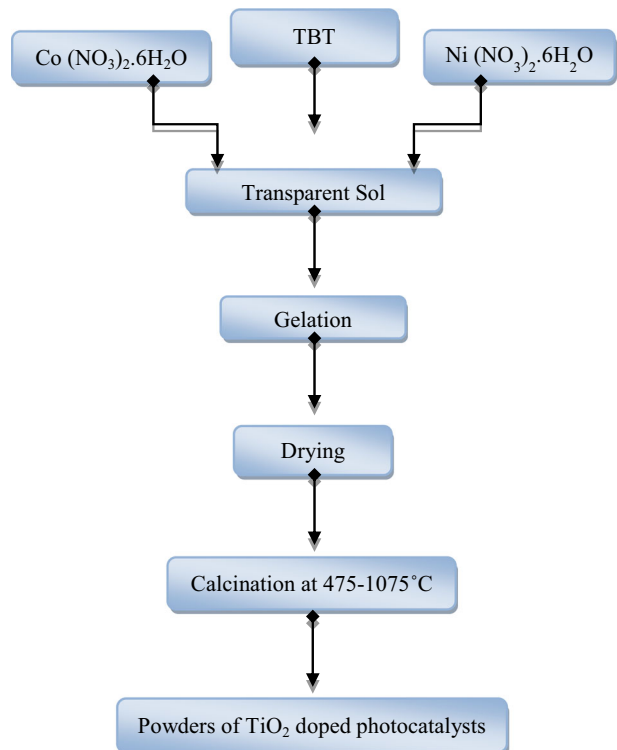 Co (NO₃)₂.6H₂O
TBT
Ni (NO₃)₂.6H₂O
Transparent Sol
Gelation
Drying
Calcination at 475-1075˚C
Powders of TiO₂ doped photocatalysts